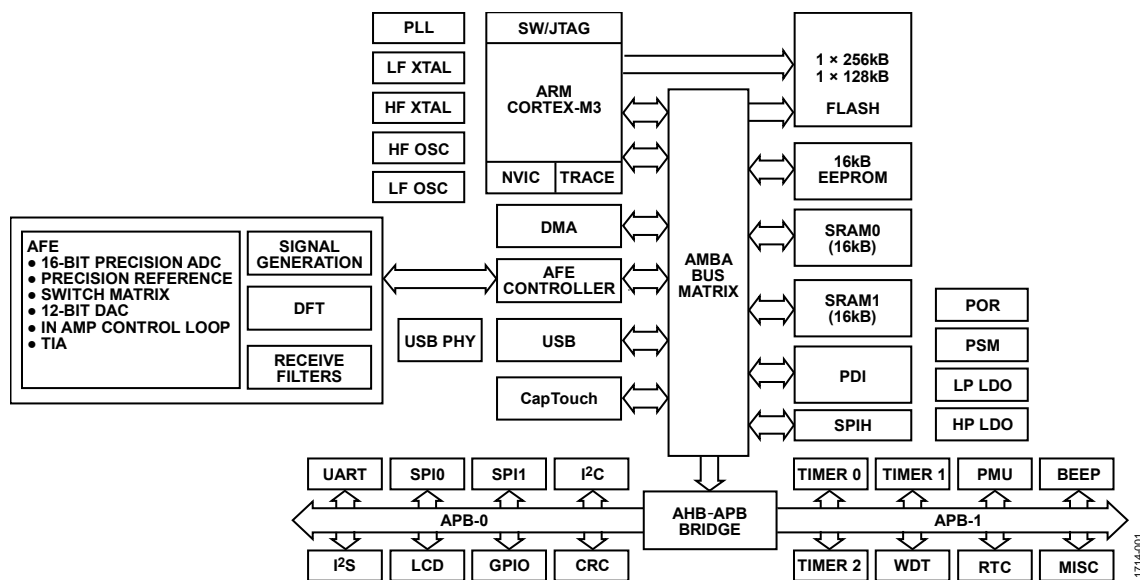 PLL
LF XTAL
HF XTAL
HF OSC
LF OSC
SW/JTAG
ARM
CORTEX-M3
NVIC
TRACE
1 × 256kB
1 × 128kB
FLASH
16kB
EEPROM
SRAM0
(16kB)
SRAM1
(16kB)
PDI
SPIH
DMA
AFE
CONTROLLER
USB PHY
USB
CapTouch
AMBA
BUS
MATRIX
AFE
● 16-BIT PRECISION ADC
● PRECISION REFERENCE
● SWITCH MATRIX
● 12-BIT DAC
● IN AMP CONTROL LOOP
● TIA
SIGNAL
GENERATION
DFT
RECEIVE
FILTERS
POR
PSM
LP LDO
HP LDO
UART
SPI0
SPI1
I²C
TIMER 0
TIMER 1
PMU
BEEP
APB-0
AHB-APB
BRIDGE
APB-1
I²S
LCD
GPIO
CRC
TIMER 2
WDT
RTC
MISC